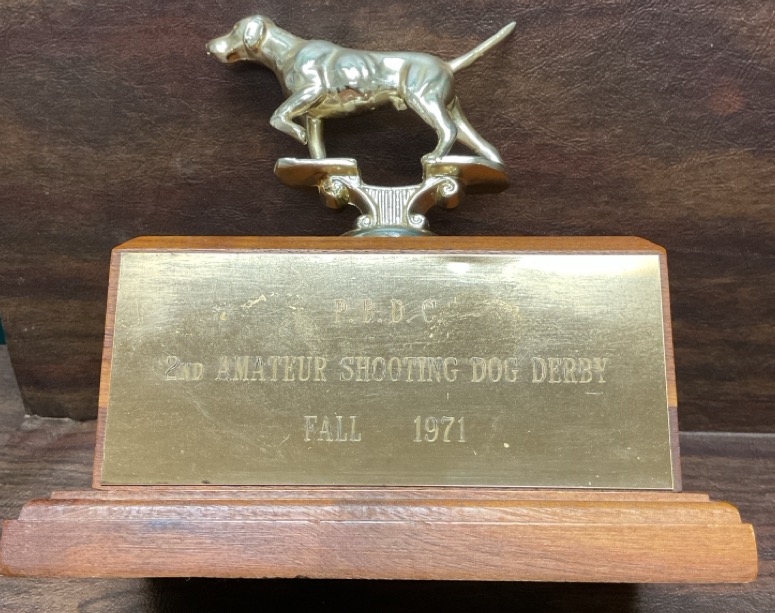 P. B. D. C.
2ND AMATEUR SHOOTING DOG DERBY
FALL 1971